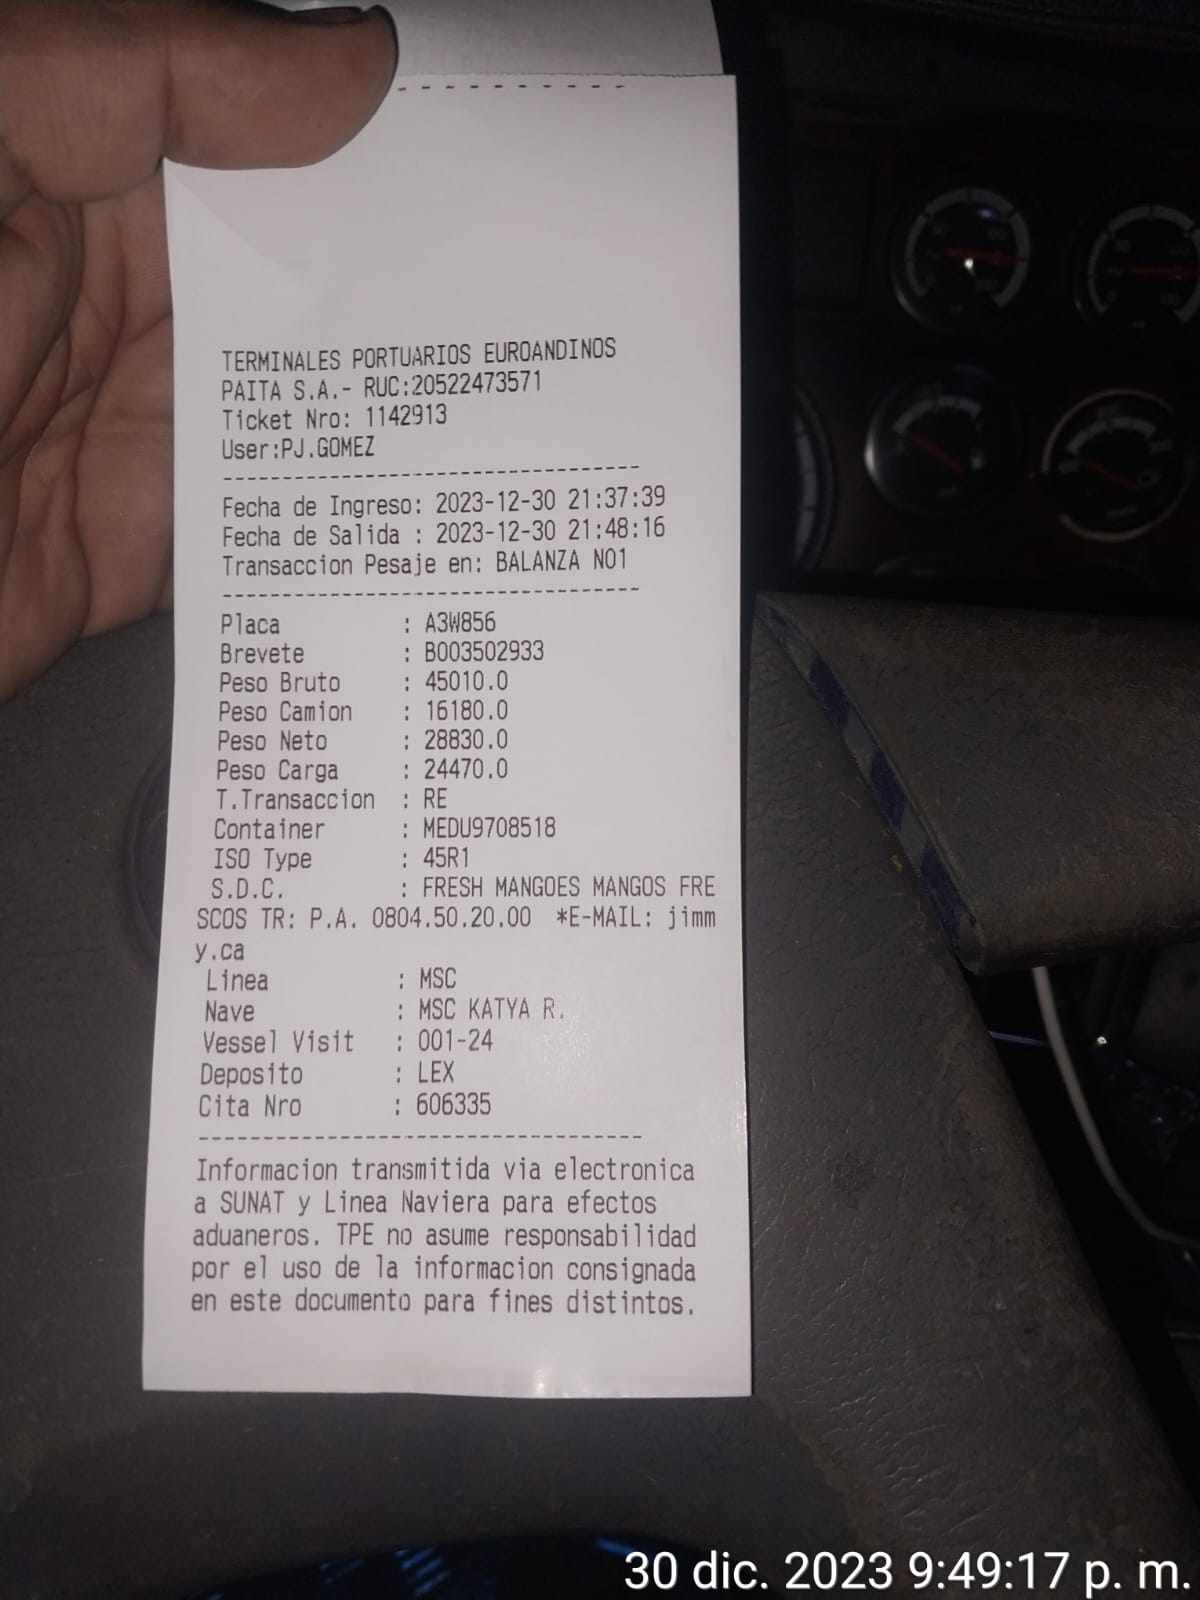 TERMINALES PORTUARIOS EUROANDINOS
PAITA S.A.- RUC:20522473571
Ticket Nro: 1142913
User:PJ.GOMEZ
Fecha de Ingreso: 2023-12-30 21:37:39
Fecha de Salida : 2023-12-30 21:48:16
Transaccion Pesaje en: BALANZA NO1
Placa : A3W856
Brevete : B003502933
Peso Bruto : 45010.0
Peso Camion : 16180.0
Peso Neto : 28830.0
Peso Carga : 24470.0
T.Transaccion : RE
Container : MEDU9708518
ISO Type : 45R1
S.D.C. : FRESH MANGOES MANGOS FRE
SCOS TR: P.A. 0804.50.20.00 *E-MAIL: jimm
y.ca
Linea : MSC
Nave : MSC KATYA R.
Vessel Visit : 001-24
Deposito : LEX
Cita Nro : 606335
Informacion transmitida via electronica
a SUNAT y Linea Naviera para efectos
aduaneros. TPE no asume responsabilidad
por el uso de la informacion consignada
en este documento para fines distintos.
30 dic. 2023 9:49:17 p. m.